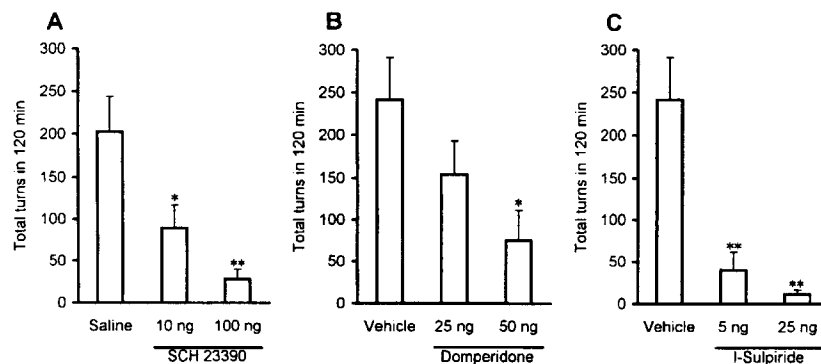 A
Total turns in 120 min
300
250
200
150
100
50
0
*
**
Saline
10 ng
100 ng
SCH 23390
B
Total turns in 120 min
300
250
200
150
100
50
0
*
Vehicle
25 ng
50 ng
Domperidone
C
Total turns in 120 min
300
250
200
150
100
50
0
**
**
Vehicle
5 ng
25 ng
l-Sulpiride